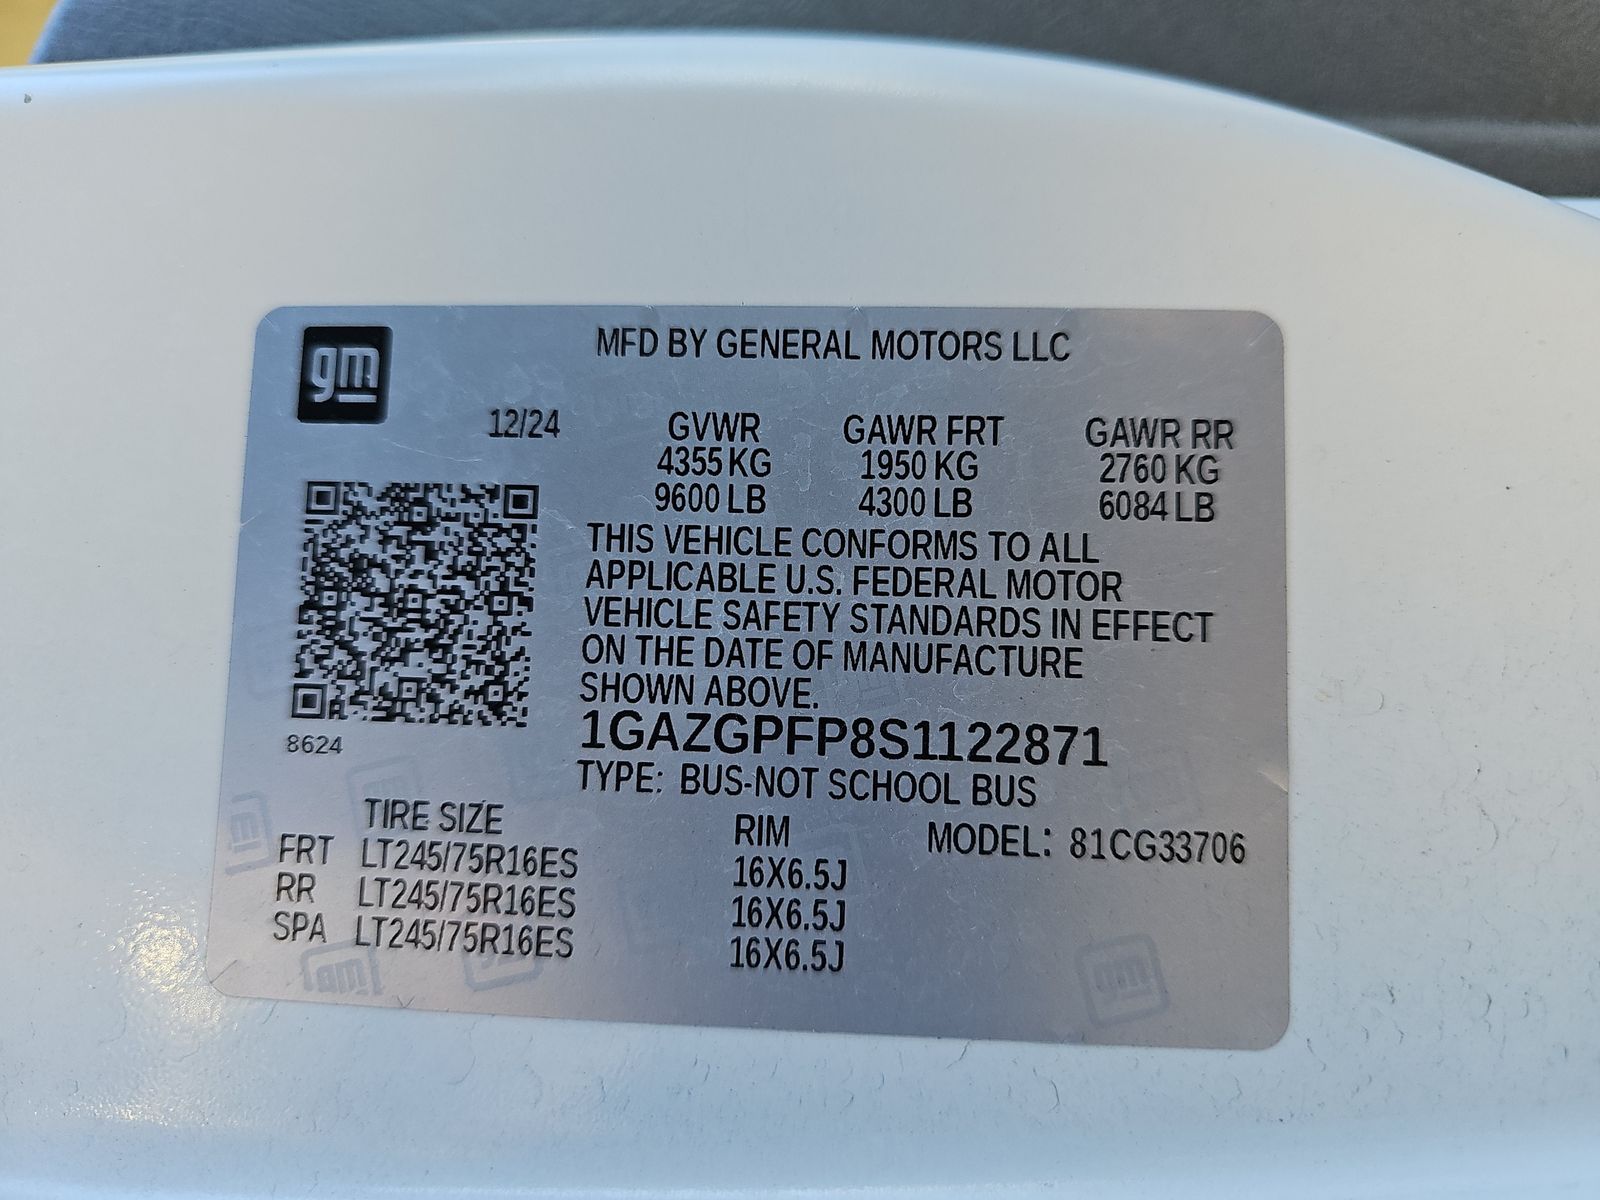 gm
MFD BY GENERAL MOTORS LLC
12/24 GVWR GAWR FRT GAWR RR
4355 KG 1950 KG 2760 KG
9600 LB 4300 LB 6084 LB
THIS VEHICLE CONFORMS TO ALL
APPLICABLE U.S. FEDERAL MOTOR
VEHICLE SAFETY STANDARDS IN EFFECT
ON THE DATE OF MANUFACTURE
SHOWN ABOVE.
8624
1GAZGPFP8S1122871
TYPE: BUS-NOT SCHOOL BUS
TIRE SIZE RIM MODEL: 81CG33706
FRT LT245/75R16ES 16X6.5J
RR LT245/75R16ES 16X6.5J
SPA LT245/75R16ES 16X6.5J
gm
gm